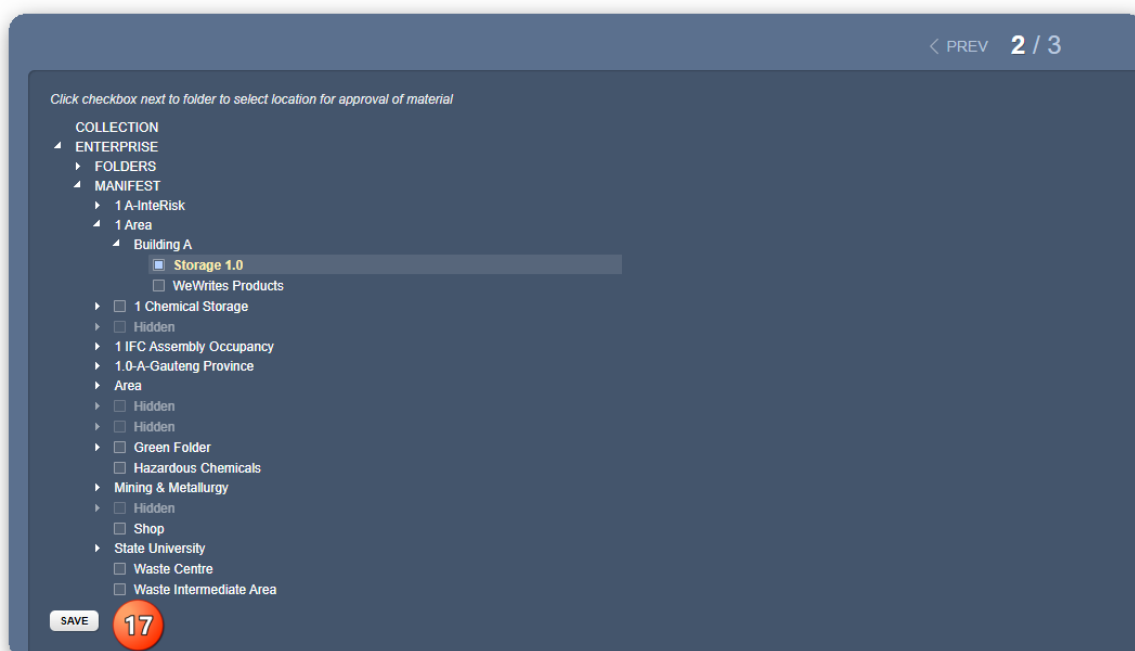 PREV 2 / 3
Click checkbox next to folder to select location for approval of material
COLLECTION
ENTERPRISE
FOLDERS
MANIFEST
1 A-InteRisk
1 Area
Building A
Storage 1.0
WeWrites Products
1 Chemical Storage
Hidden
1 IFC Assembly Occupancy
1.0-A-Gauteng Province
Area
Hidden
Hidden
Green Folder
Hazardous Chemicals
Mining & Metallurgy
Hidden
Shop
State University
Waste Centre
Waste Intermediate Area
SAVE 17